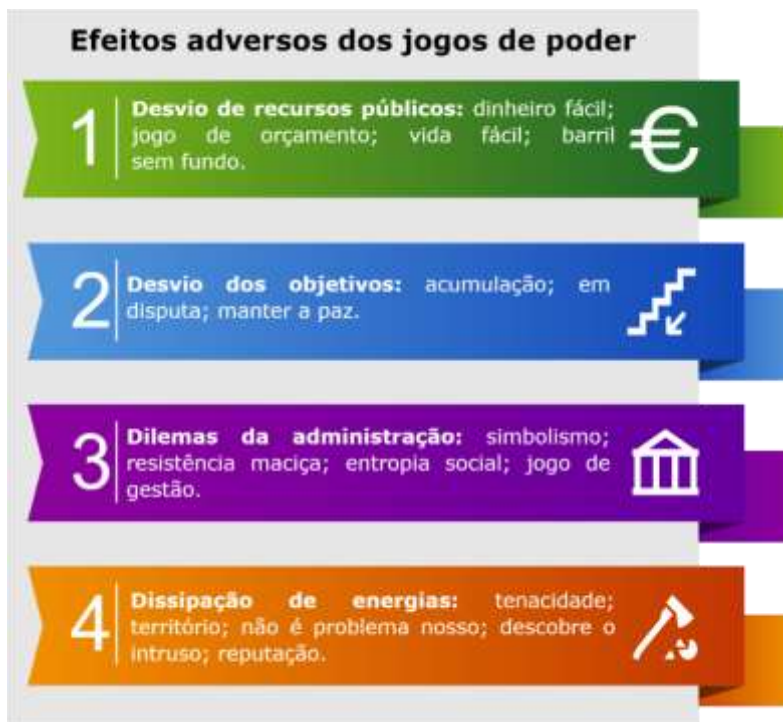 Efeitos adversos dos jogos de poder
1
Desvio de recursos públicos: dinheiro fácil;
jogo de orçamento; vida fácil; barril
sem fundo.
€
2
Desvio dos objetivos: acumulação; em
disputa; manter a paz.
3
Dilemas da administração: simbolismo;
resistência maciça; entropia social; jogo de
gestão.
4
Dissipação de energias: tenacidade;
território; não é problema nosso; descobre o
intruso; reputação.